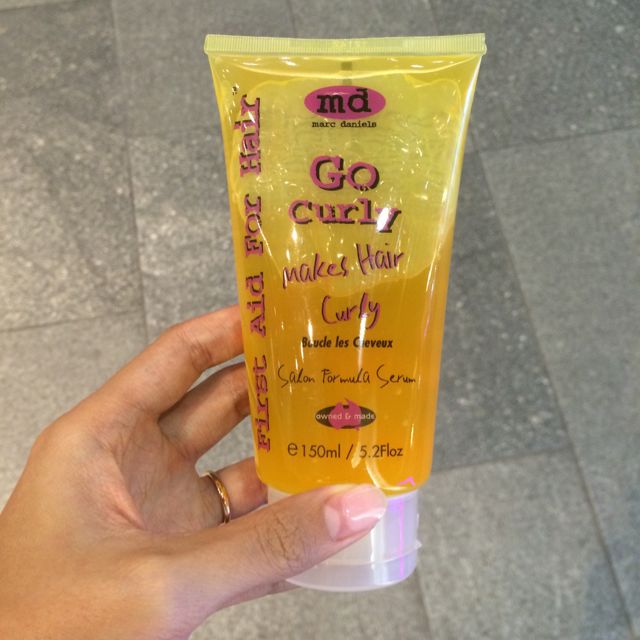 md
marc daniels
First Aid For Hair
Go
Curly
Makes Hair
Curly
Boucle les Cheveux
Salon Formula Serum
owned & made
e150ml / 5.2Floz